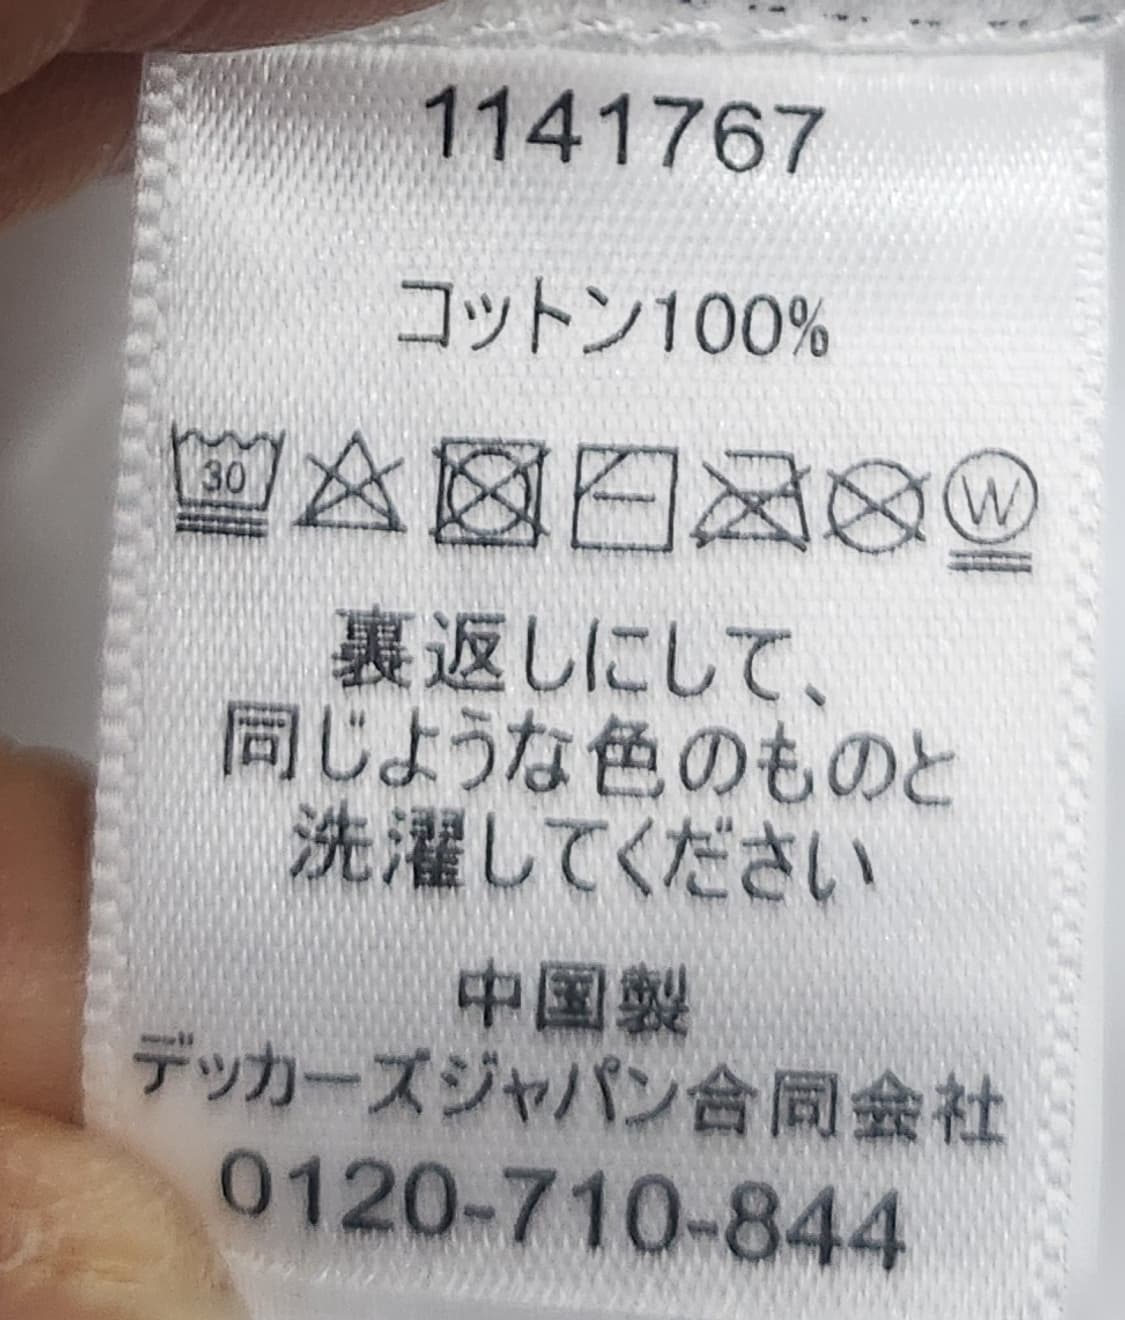 1141767
コットン100%
30
W
裏返しにして、
同じような色のものと
洗濯してください
中国製
デッカーズジャパン合同会社
0120-710-844